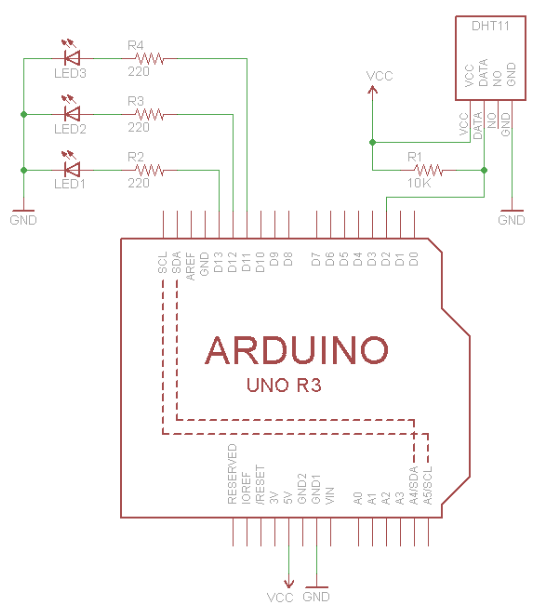 DHT11
VCC
DATA
NO
GND
VCC
DATA
NO
GND
R4
LED3
220
R3
LED2
220
R2
LED1
220
GND
VCC
R1
10K
GND
SCL
SDA
AREF
GND
D13
D12
D11
D10
D9
D8
D7
D6
D5
D4
D3
D2
D1
D0
ARDUINO
UNO R3
RESERVED
IOREF
/RESET
3V
5V
GND2
GND1
VIN
A0
A1
A2
A3
A4/SDA
A5/SCL
VCC
GND